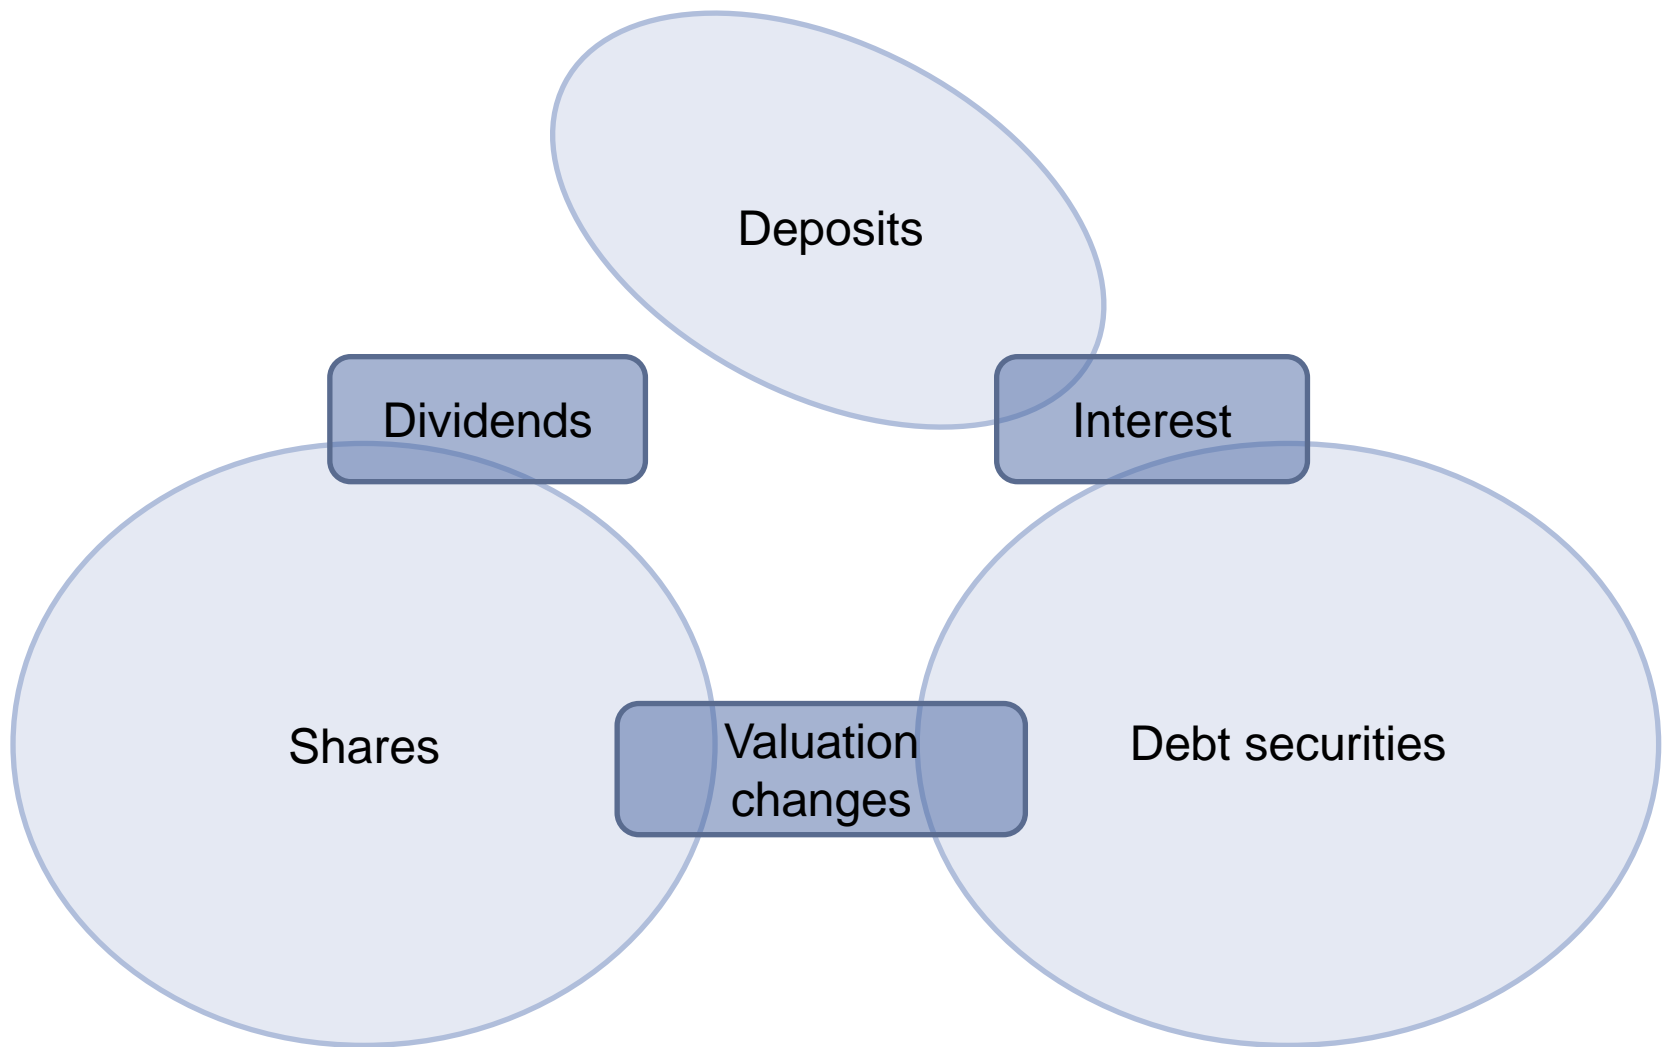 Deposits
Dividends
Interest
Shares
Valuation
changes
Debt securities